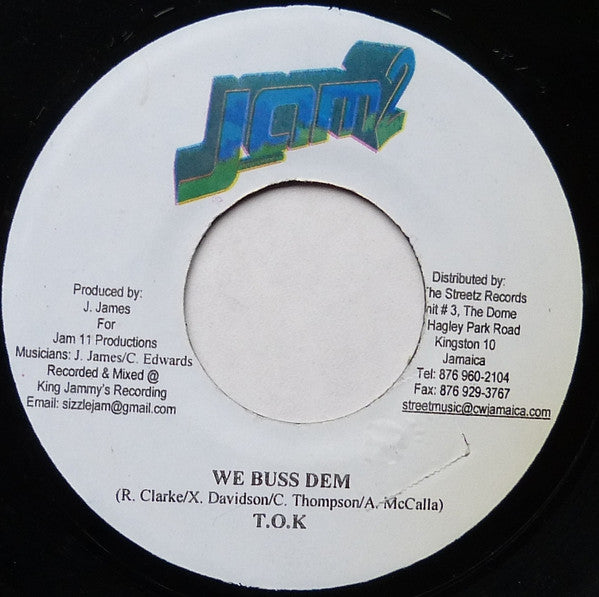 Jam2
Produced by:
J. James
For
Jam 11 Productions
Musicians: J. James/C. Edwards
Recorded & Mixed @
King Jammy's Recording
Email: sizzlejam@gmail.com
Distributed by:
The Streetz Records
nit # 3, The Dome
Hagley Park Road
Kingston 10
Jamaica
Tel: 876 960-2104
Fax: 876 929-3767
streetmusic@cwjamaica.com
WE BUSS DEM
(R. Clarke/X. Davidson/C. Thompson/A. McCalla)
T.O.K